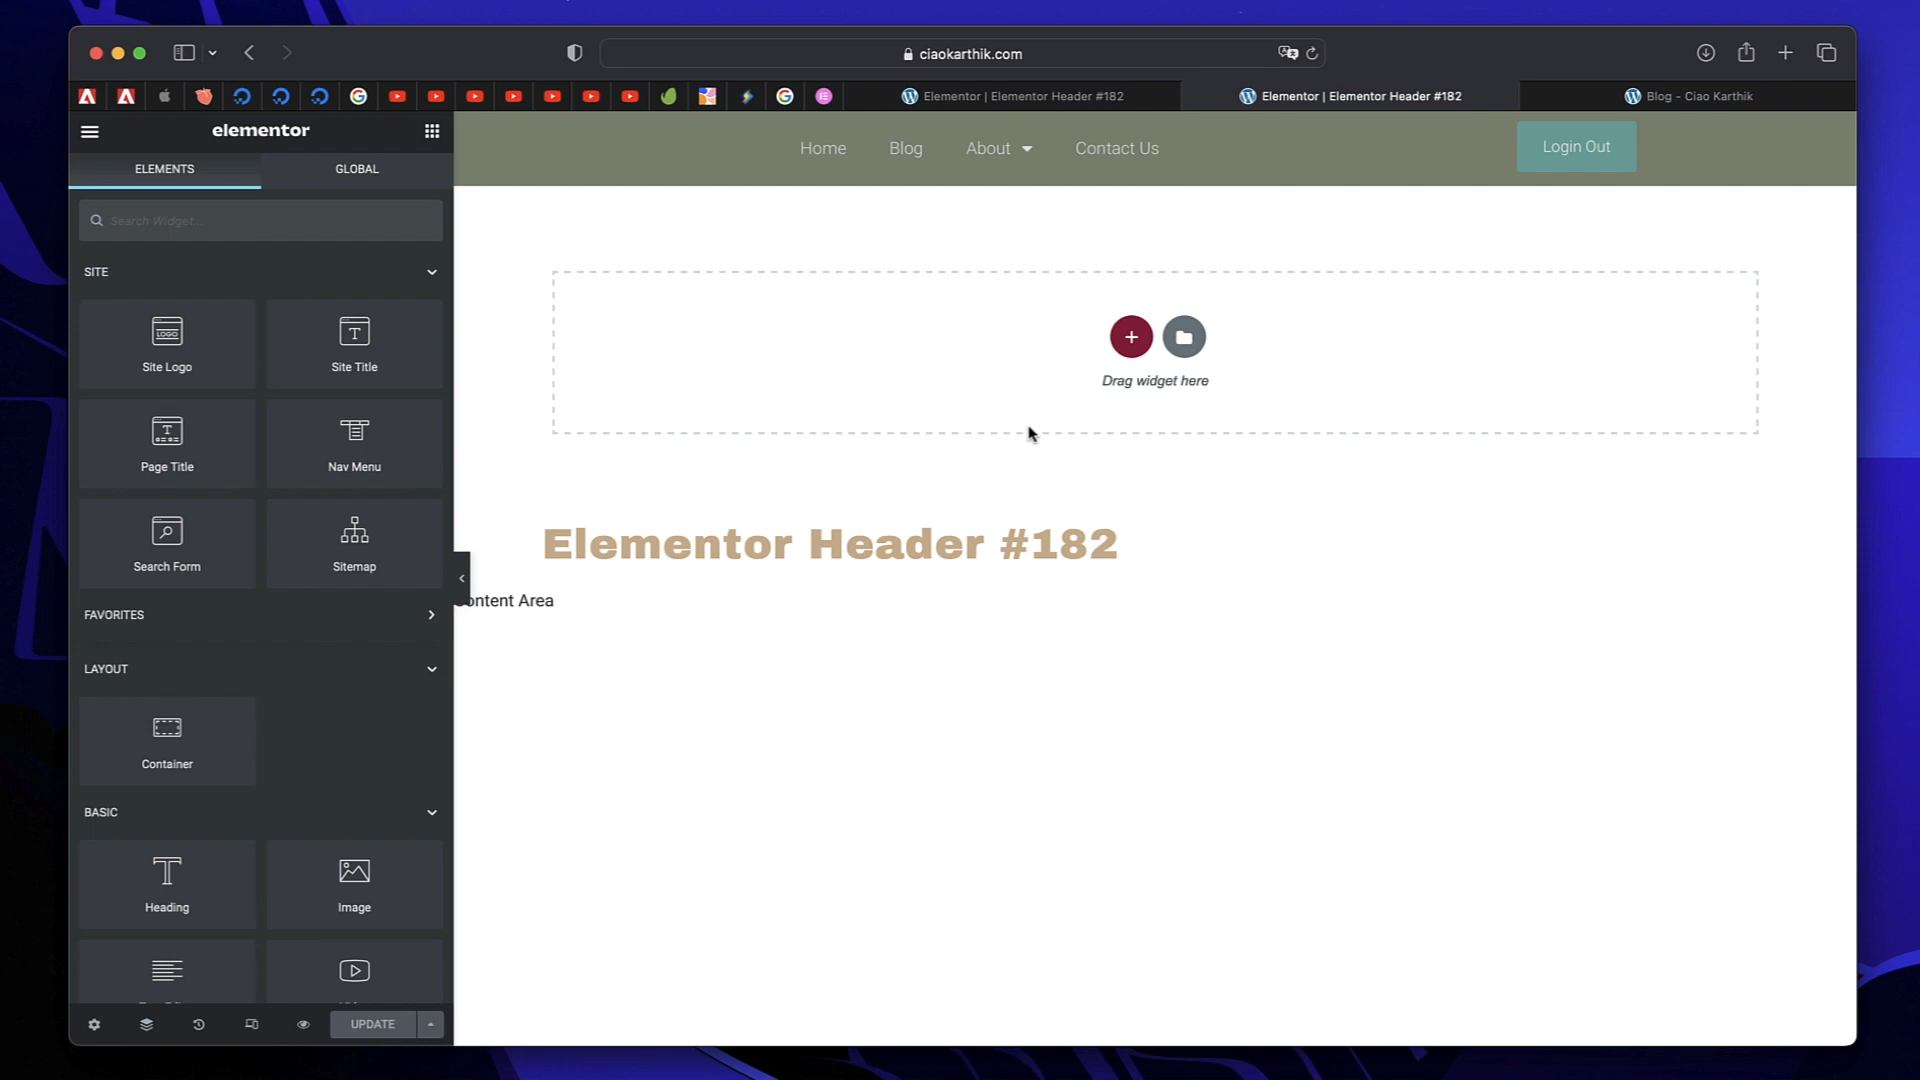 ciaokarthik.com
Elementor | Elementor Header #182
Elementor | Elementor Header #182
Blog - Ciao Karthik
elementor
ELEMENTS
GLOBAL
Search Widget...
SITE
LOGO
Site Logo
Site Title
Page Title
Nav Menu
Search Form
Sitemap
FAVORITES
LAYOUT
Container
BASIC
Heading
Image
UPDATE
Home
Blog
About
Contact Us
Login Out
Drag widget here
Elementor Header #182
ontent Area